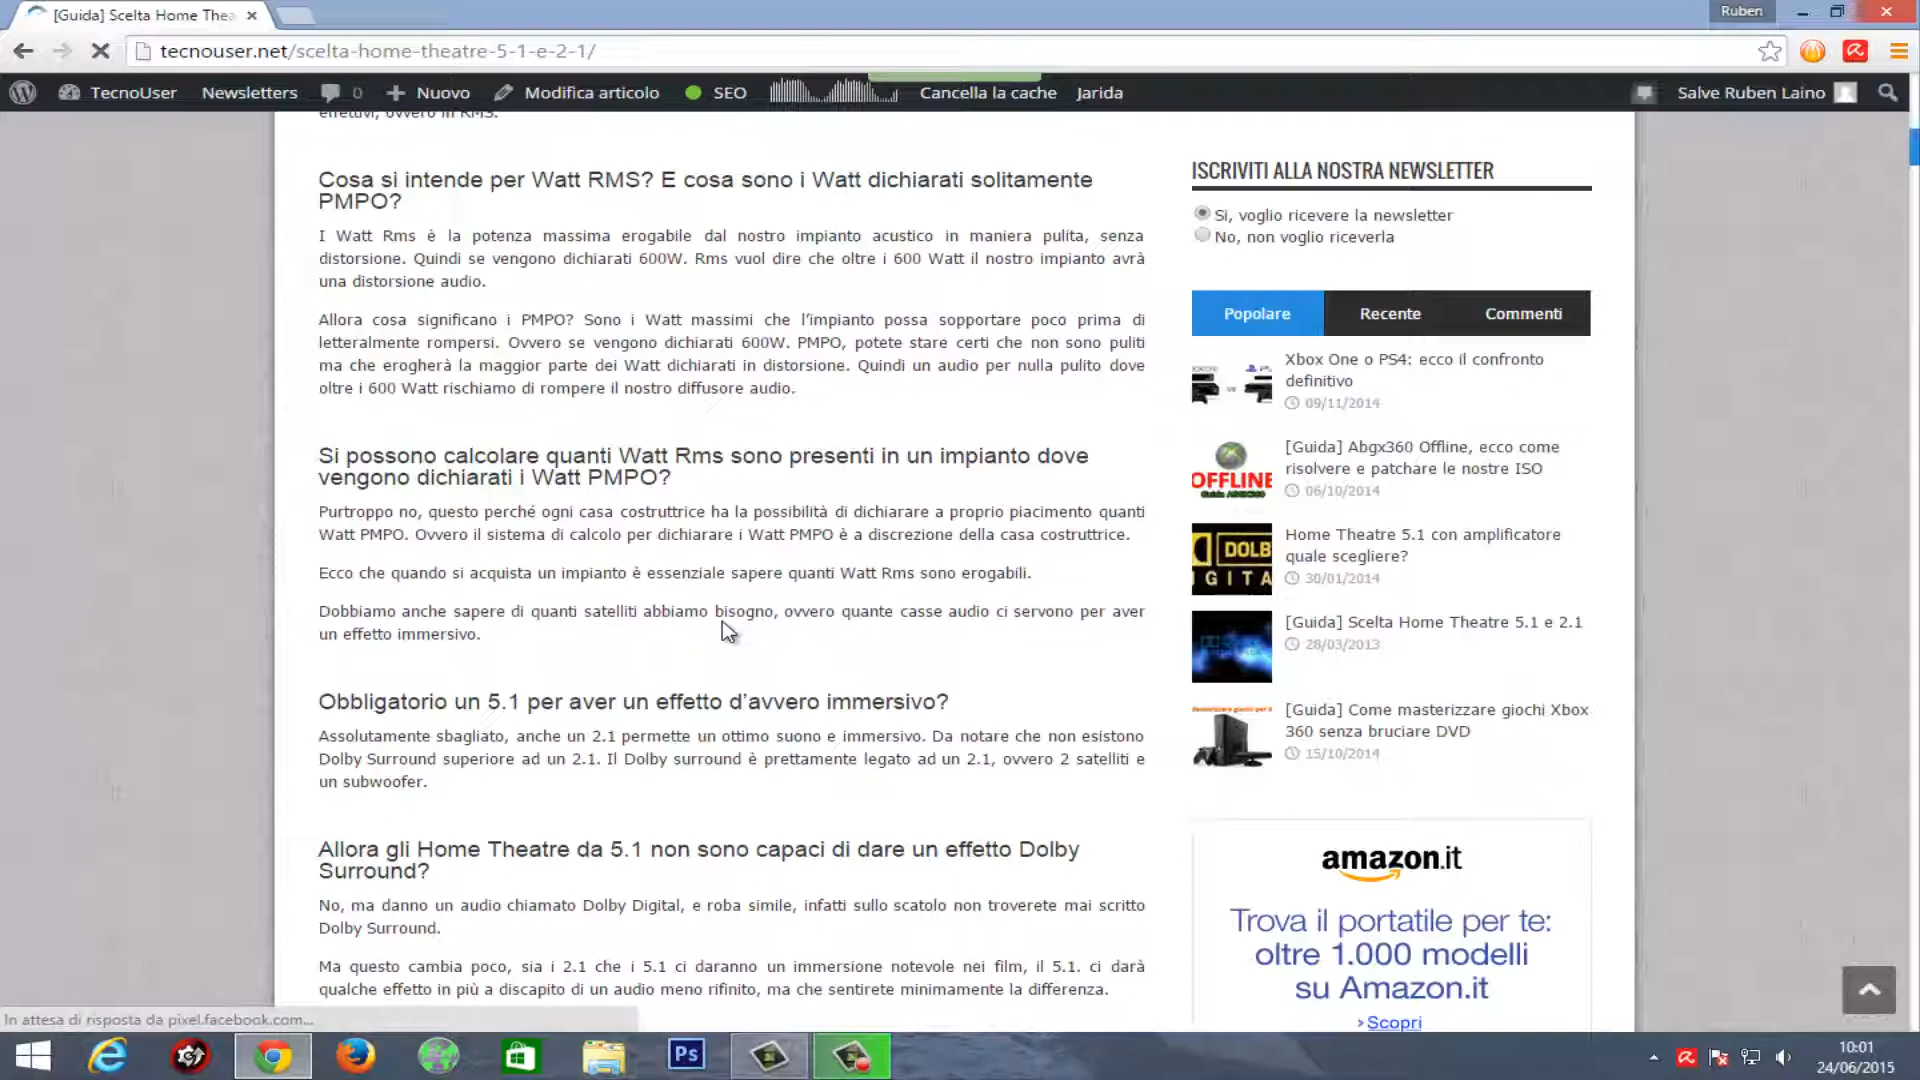 [Guida] Scelta Home Thea
Ruben
tecnouser.net/scelta-home-theatre-5-1-e-2-1/
TecnoUser Newsletters 0 Nuovo Modifica articolo SEO Cancella la cache Jarida Salve Ruben Laino
effettivi, ovvero in RMS.
Cosa si intende per Watt RMS? E cosa sono i Watt dichiarati solitamente
PMPO?
I Watt Rms è la potenza massima erogabile dal nostro impianto acustico in maniera pulita, senza
distorsione. Quindi se vengono dichiarati 600W. Rms vuol dire che oltre i 600 Watt il nostro impianto avrà
una distorsione audio.
Allora cosa significano i PMPO? Sono i Watt massimi che l'impianto possa sopportare poco prima di
letteralmente rompersi. Ovvero se vengono dichiarati 600W. PMPO, potete stare certi che non sono puliti
ma che erogherà la maggior parte dei Watt dichiarati in distorsione. Quindi un audio per nulla pulito dove
oltre i 600 Watt rischiamo di rompere il nostro diffusore audio.
Si possono calcolare quanti Watt Rms sono presenti in un impianto dove
vengono dichiarati i Watt PMPO?
Purtroppo no, questo perché ogni casa costruttrice ha la possibilità di dichiarare a proprio piacimento quanti
Watt PMPO. Ovvero il sistema di calcolo per dichiarare i Watt PMPO è a discrezione della casa costruttrice.
Ecco che quando si acquista un impianto è essenziale sapere quanti Watt Rms sono erogabili.
Dobbiamo anche sapere di quanti satelliti abbiamo bisogno, ovvero quante casse audio ci servono per aver
un effetto immersivo.
Obbligatorio un 5.1 per aver un effetto d'avvero immersivo?
Assolutamente sbagliato, anche un 2.1 permette un ottimo suono e immersivo. Da notare che non esistono
Dolby Surround superiore ad un 2.1. Il Dolby surround è prettamente legato ad un 2.1, ovvero 2 satelliti e
un subwoofer.
Allora gli Home Theatre da 5.1 non sono capaci di dare un effetto Dolby
Surround?
No, ma danno un audio chiamato Dolby Digital, e roba simile, infatti sullo scatolo non troverete mai scritto
Dolby Surround.
Ma questo cambia poco, sia i 2.1 che i 5.1 ci daranno un immersione notevole nei film, il 5.1. ci darà
qualche effetto in più a discapito di un audio meno rifinito, ma che sentirete minimamente la differenza.
ISCRIVITI ALLA NOSTRA NEWSLETTER
Si, voglio ricevere la newsletter
No, non voglio riceverla
Popolare Recente Commenti
Xbox One o PS4: ecco il confronto
definitivo
09/11/2014
OFFLINE
[Guida] Abgx360 Offline, ecco come
risolvere e patchare le nostre ISO
06/10/2014
DOLB
IGITA
Home Theatre 5.1 con amplificatore
quale scegliere?
30/01/2014
[Guida] Scelta Home Theatre 5.1 e 2.1
28/03/2013
[Guida] Come masterizzare giochi Xbox
360 senza bruciare DVD
15/10/2014
amazon.it
Trova il portatile per te:
oltre 1.000 modelli
su Amazon.it
›Scopri
In attesa di risposta da pixel.facebook.com...
Ps
10:01
24/06/2015